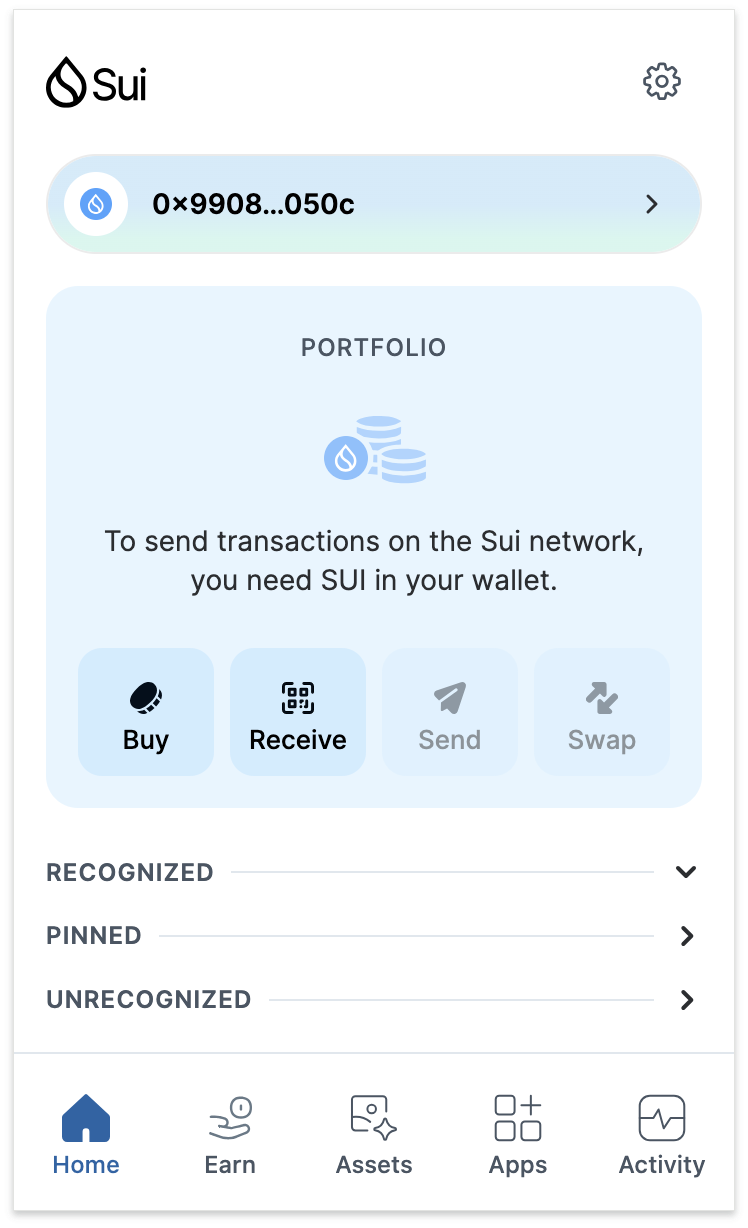 Sui
0x9908...050c
PORTFOLIO
To send transactions on the Sui network,
you need SUI in your wallet.
Buy
Receive
Send
Swap
RECOGNIZED
PINNED
UNRECOGNIZED
Home
Earn
Assets
Apps
Activity